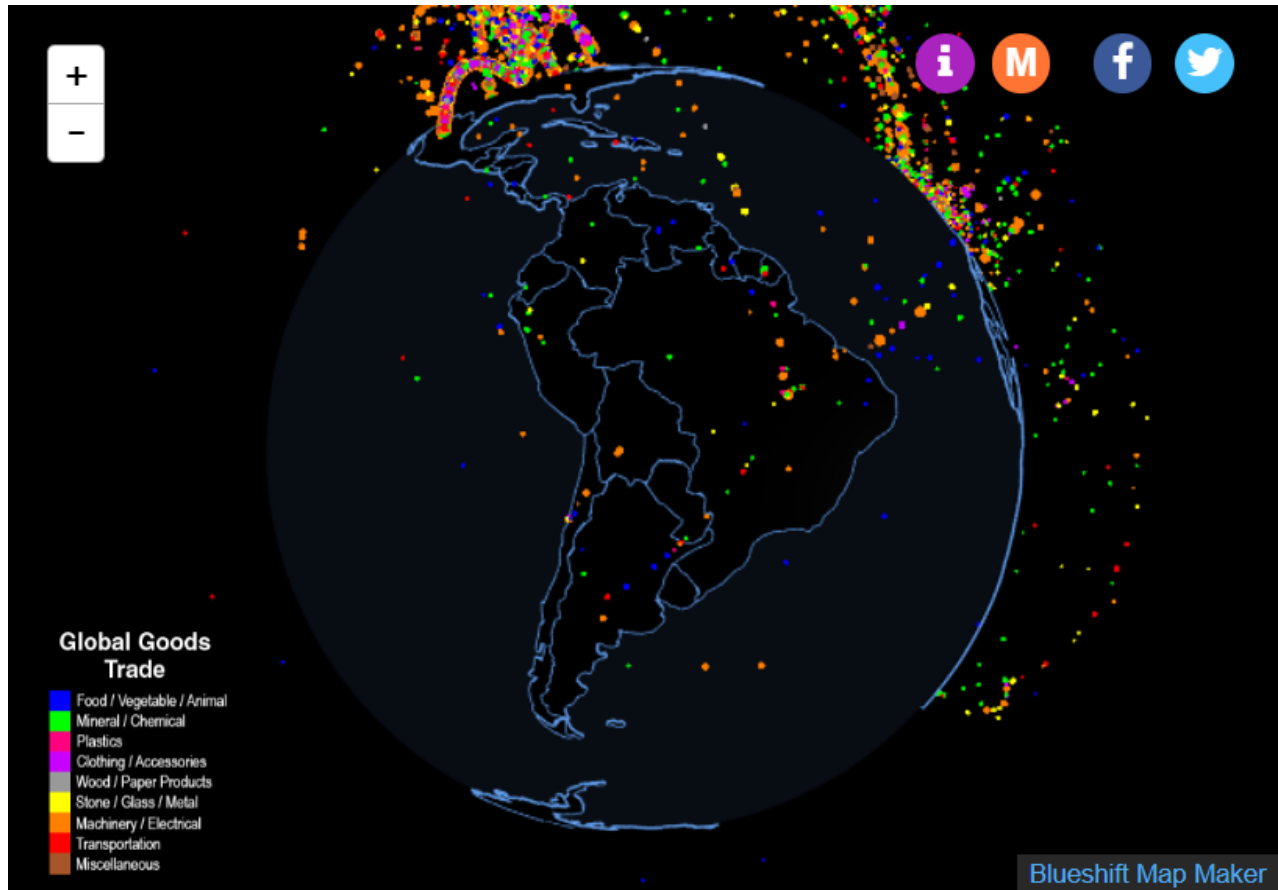 +
−
i
M
f
Global Goods
Trade
Food / Vegetable / Animal
Mineral / Chemical
Plastics
Clothing / Accessories
Wood / Paper Products
Stone / Glass / Metal
Machinery / Electrical
Transportation
Miscellaneous
Blueshift Map Maker